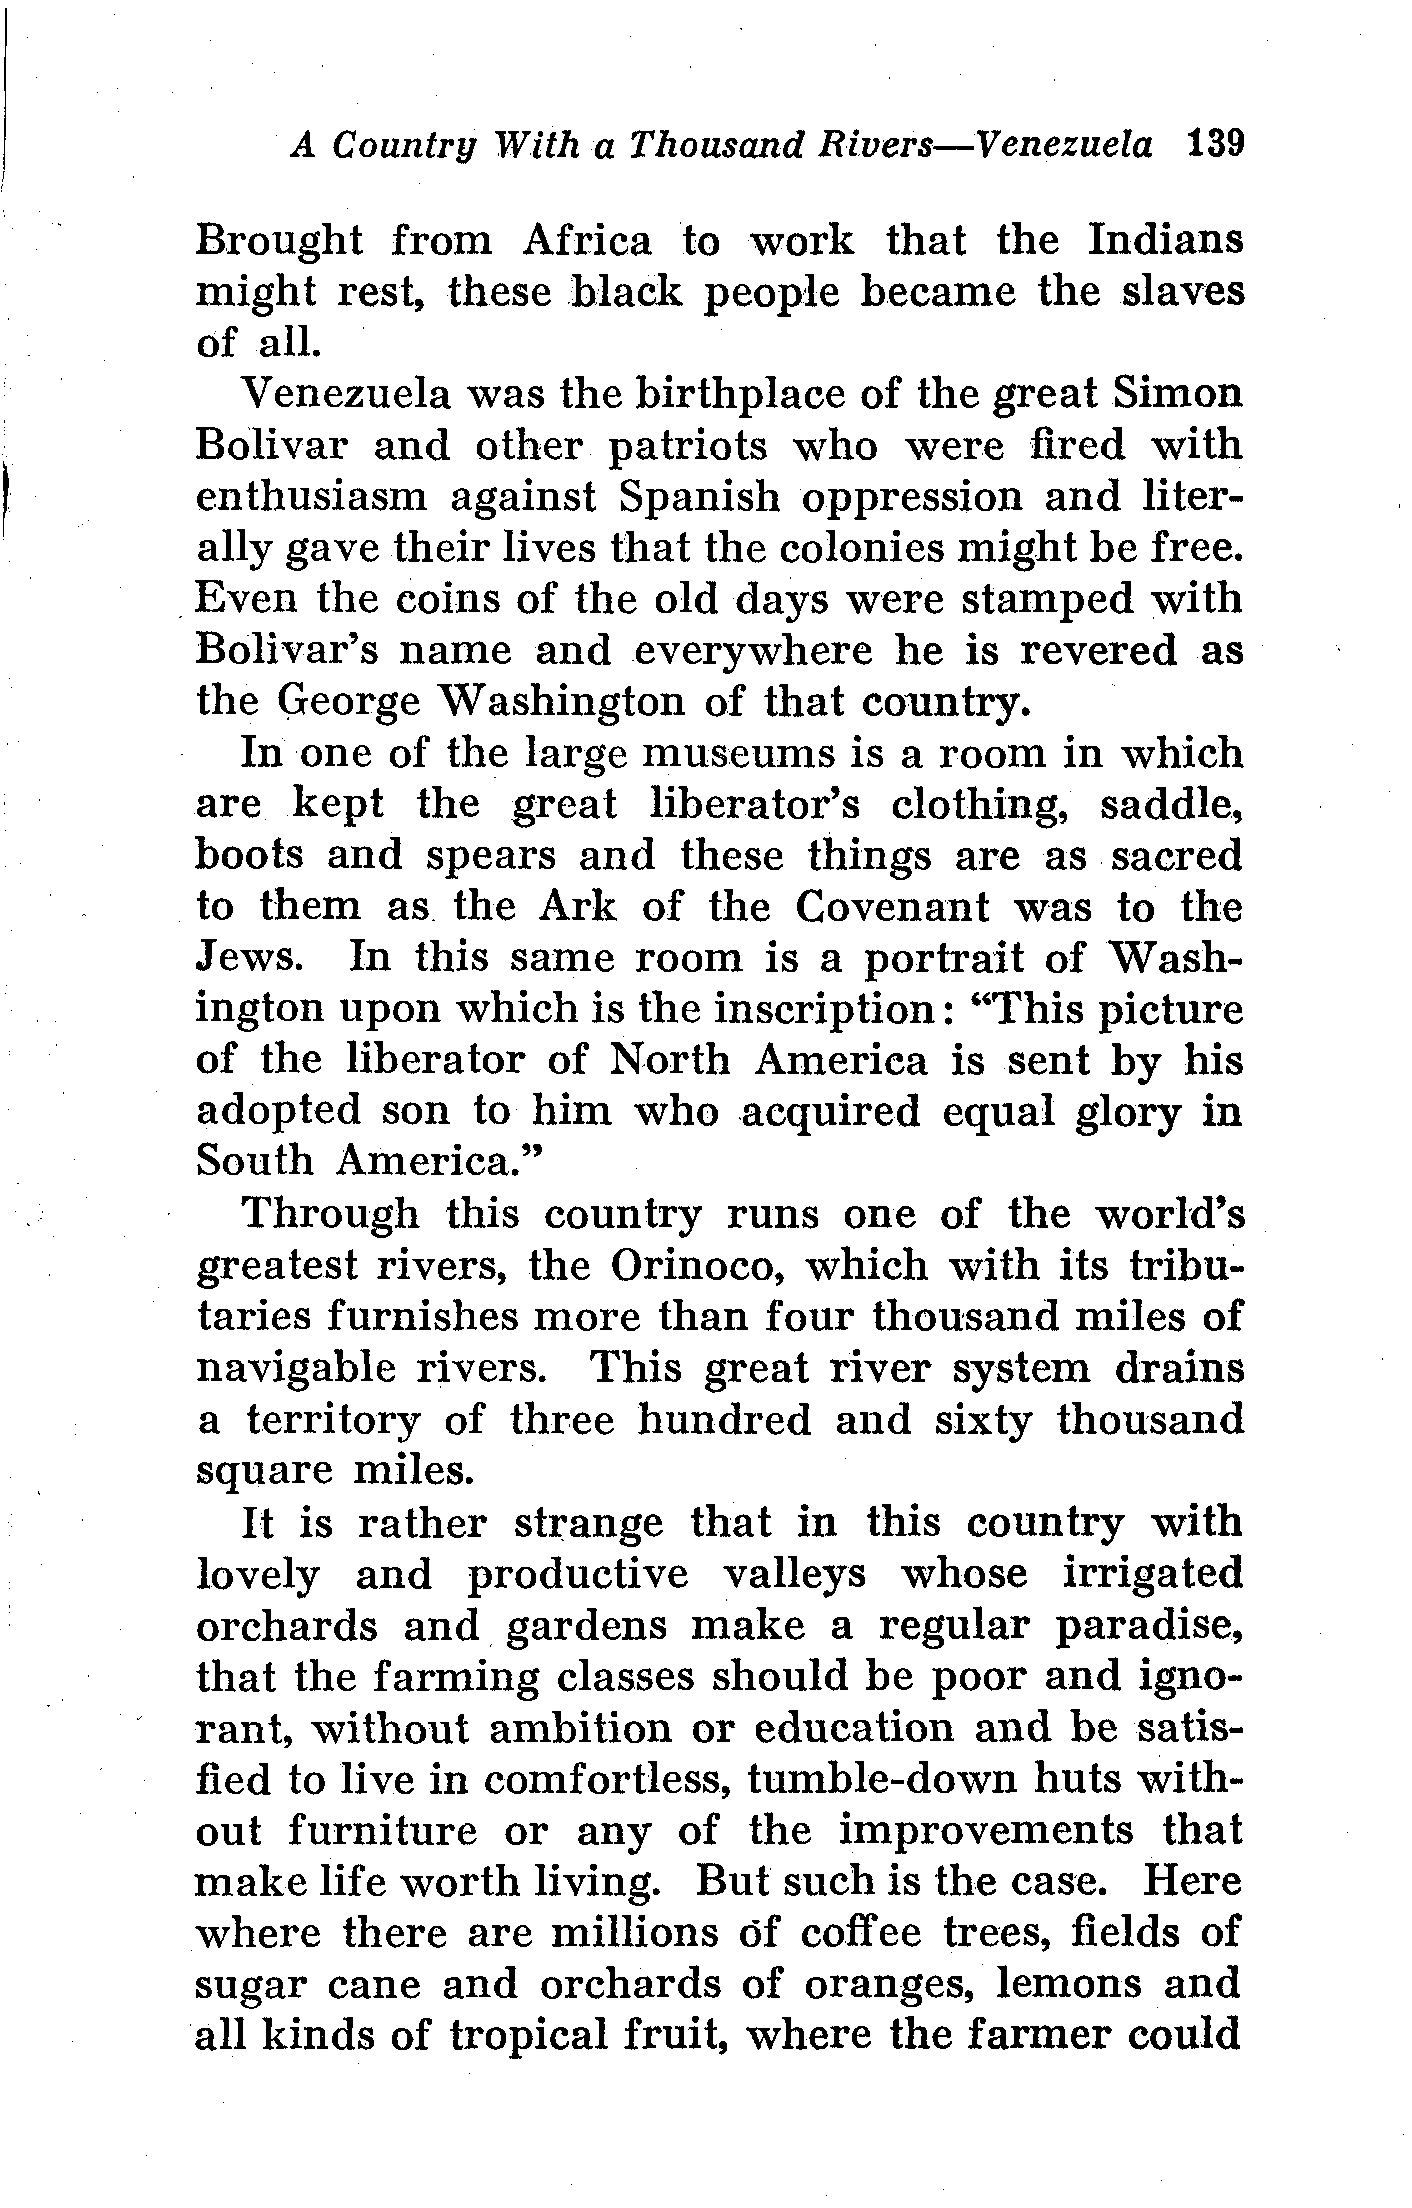 A Country With a Thousand Rivers—Venezuela 139
Brought from Africa to work that the Indians
might rest, these black people became the slaves
of all.
Venezuela was the birthplace of the great Simon
Bolivar and other patriots who were fired with
enthusiasm against Spanish oppression and liter-
ally gave their lives that the colonies might be free.
Even the coins of the old days were stamped with
Bolivar's name and everywhere he is revered as
the George Washington of that country.
In one of the large museums is a room in which
are kept the great liberator's clothing, saddle,
boots and spears and these things are as sacred
to them as the Ark of the Covenant was to the
Jews. In this same room is a portrait of Wash-
ington upon which is the inscription: "This picture
of the liberator of North America is sent by his
adopted son to him who acquired equal glory in
South America."
Through this country runs one of the world's
greatest rivers, the Orinoco, which with its tribu-
taries furnishes more than four thousand miles of
navigable rivers. This great river system drains
a territory of three hundred and sixty thousand
square miles.
It is rather strange that in this country with
lovely and productive valleys whose irrigated
orchards and gardens make a regular paradise,
that the farming classes should be poor and igno-
rant, without ambition or education and be satis-
fied to live in comfortless, tumble-down huts with-
out furniture or any of the improvements that
make life worth living. But such is the case. Here
where there are millions of coffee trees, fields of
sugar cane and orchards of oranges, lemons and
all kinds of tropical fruit, where the farmer could